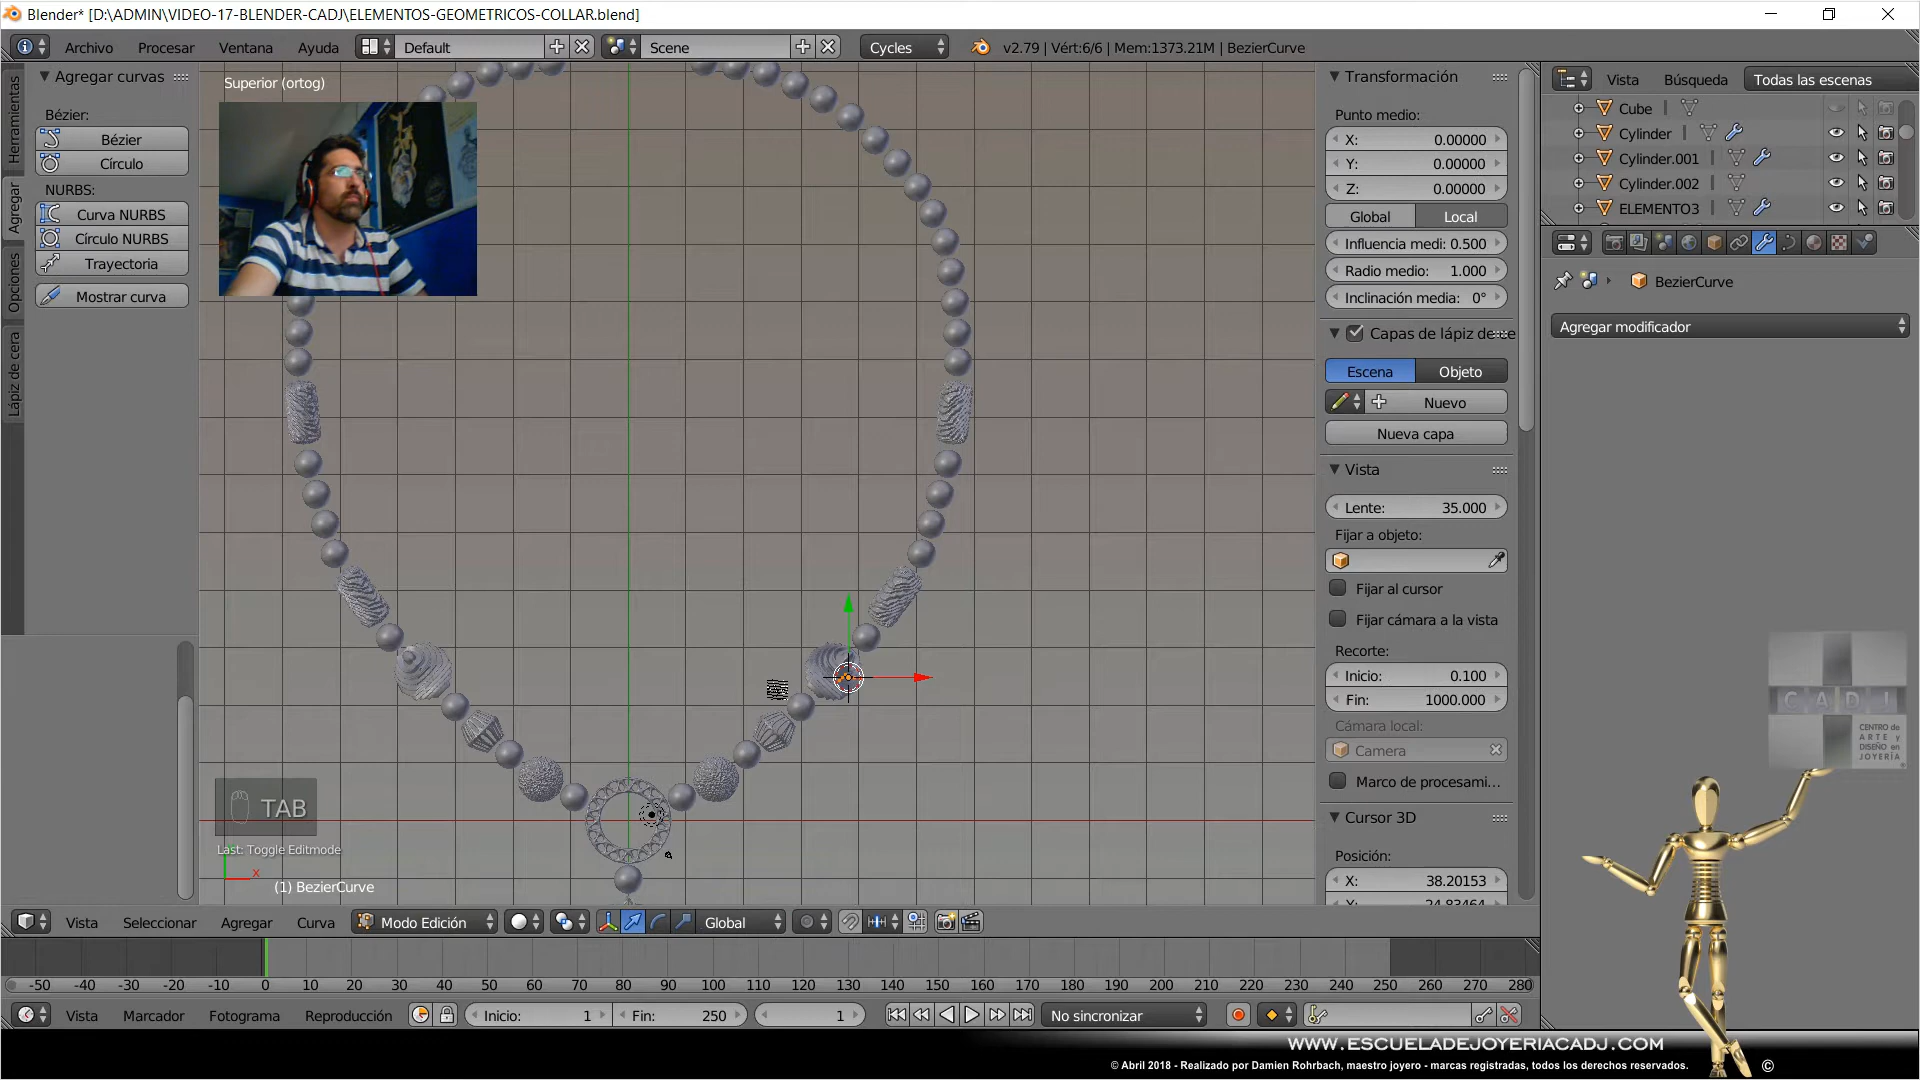 Blender* [D:\ADMIN\VIDEO-17-BLENDER-CADJ\ELEMENTOS-GEOMETRICOS-COLLAR.blend]
Archivo Procesar Ventana Ayuda Default Scene Cycles v2.79 | Vért:6/6 | Mem:1373.21M | BezierCurve
Herramientas
Agregar
Opciones
Lápiz de cera
Agregar curvas
Bézier:
Bézier
Círculo
NURBS:
Curva NURBS
Círculo NURBS
Trayectoria
Mostrar curva
Superior (ortog)
TAB
Last: Toggle Editmode
x
(1) BezierCurve
Transformación
Punto medio:
X: 0.00000
Y: 0.00000
Z: 0.00000
Global Local
Influencia medi: 0.500
Radio medio: 1.000
Inclinación media: 0°
Capas de lápiz de ce
Escena Objeto
Nuevo
Nueva capa
Vista
Lente: 35.000
Fijar a objeto:
Fijar al cursor
Fijar cámara a la vista
Recorte:
Inicio: 0.100
Fin: 1000.000
Cámara local:
Camera
Marco de procesami...
Cursor 3D
Posición:
X: 38.20153
Y: 24.83464
Vista Búsqueda Todas las escenas
Cube
Cylinder
Cylinder.001
Cylinder.002
ELEMENTO3
BezierCurve
Agregar modificador
CADJ
CENTRO de
ARTE y
DISEÑO en
JOYERÍA
Vista Seleccionar Agregar Curva Modo Edición Global
-50 -40 -30 -20 -10 0 10 20 30 40 50 60 70 80 90 100 110 120 130 140 150 160 170 180 190 200 210 220 230 240 250 260 270 280
Vista Marcador Fotograma Reproducción Inicio: 1 Fin: 250 1 No sincronizar
WWW.ESCUELADEJOYERIACADJ.COM
© Abril 2018 - Realizado por Damien Rohrbach, maestro joyero - marcas registradas, todos los derechos reservados. ©